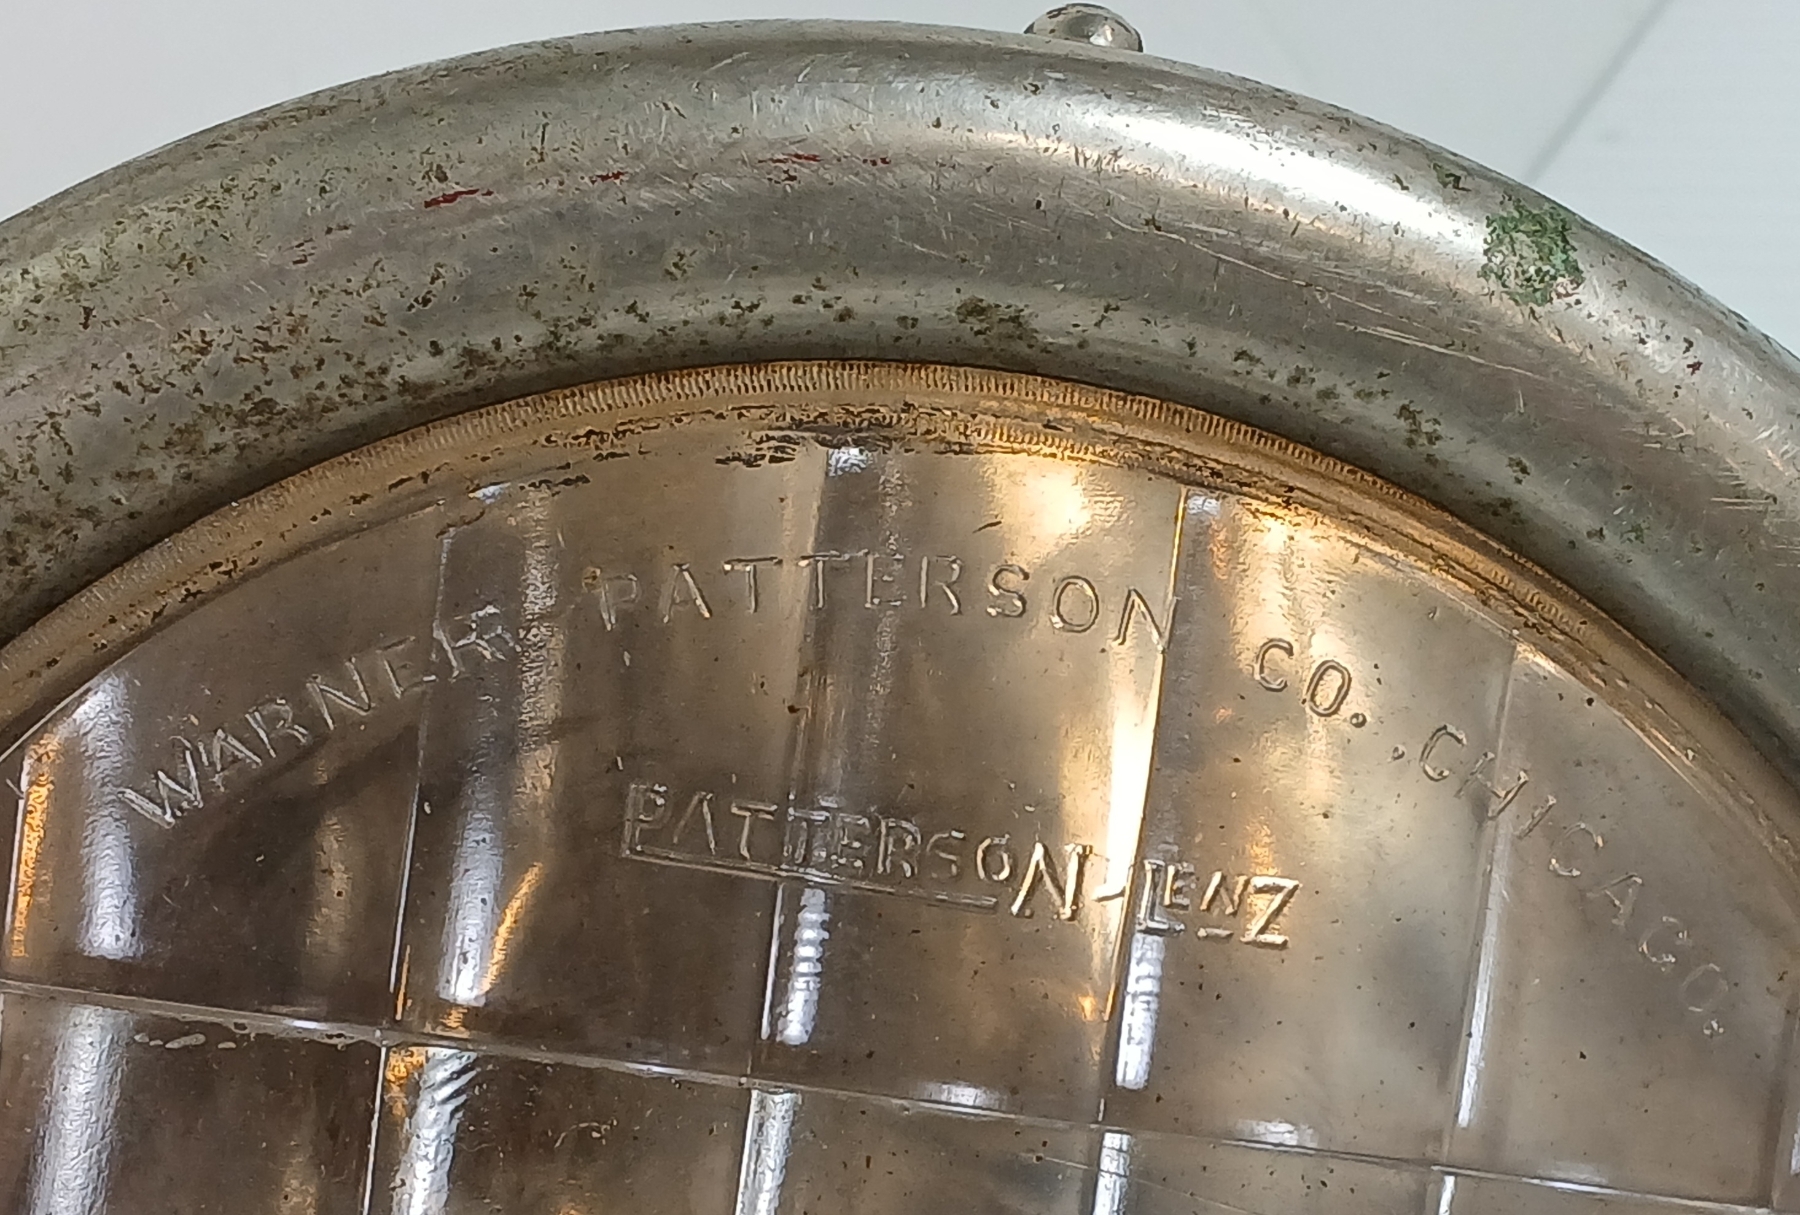 WARNER PATTERSON CO. CHICAGO.
PATTERSON-LENZ